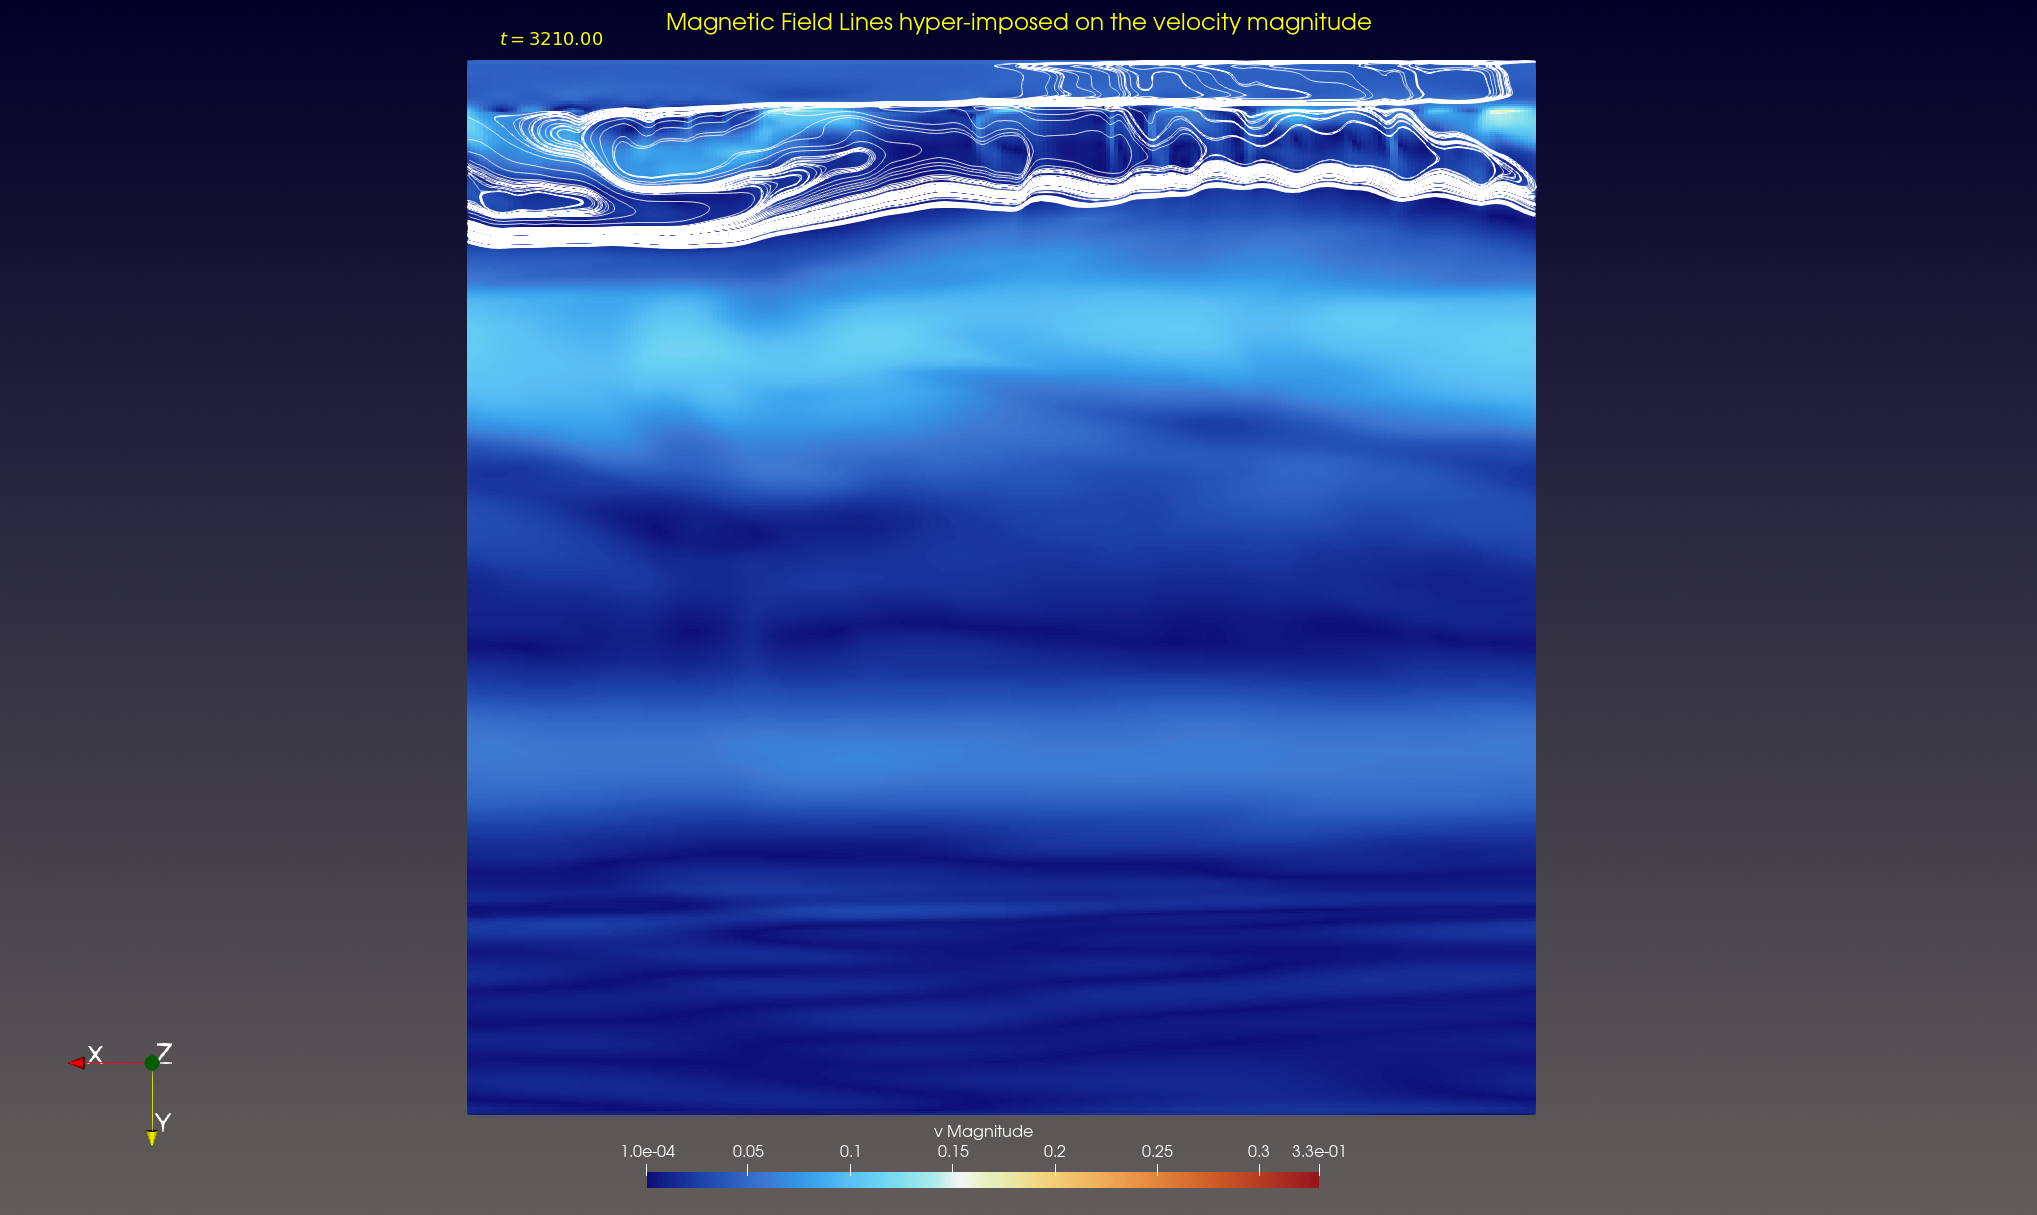 Magnetic Field Lines hyper-imposed on the velocity magnitude
t = 3210.00
X Z
Y
v Magnitude
1.0e-04 0.05 0.1 0.15 0.2 0.25 0.3 3.3e-01